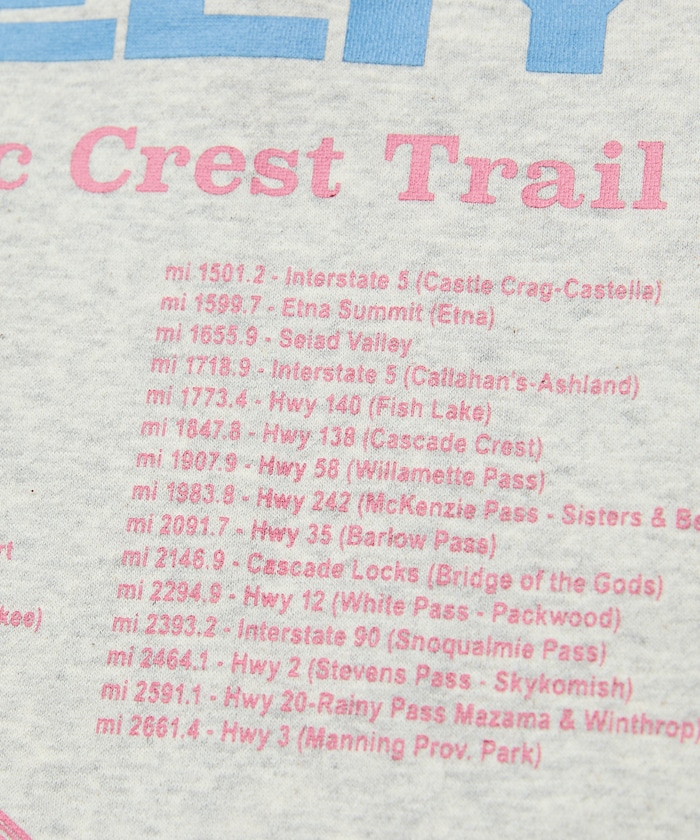 c Crest Trail
mi 1501.2 - Interstate 5 (Castle Crag-Castella)
mi 1599.7 - Etna Summit (Etna)
mi 1655.9 - Seiad Valley
mi 1718.9 - Interstate 5 (Callahan's-Ashland)
mi 1773.4 - Hwy 140 (Fish Lake)
mi 1847.8 - Hwy 138 (Cascade Crest)
mi 1907.9 - Hwy 58 (Willamette Pass)
mi 1983.8 - Hwy 242 (McKenzie Pass - Sisters & Be
mi 2091.7 - Hwy 35 (Barlow Pass)
mi 2146.9 - Cascade Locks (Bridge of the Gods)
mi 2294.9 - Hwy 12 (White Pass - Packwood)
mi 2393.2 - Interstate 90 (Snoqualmie Pass)
mi 2464.1 - Hwy 2 (Stevens Pass - Skykomish)
mi 2591.1 - Hwy 20-Rainy Pass Mazama & Winthrop)
mi 2661.4 - Hwy 3 (Manning Prov. Park)
rt
kee)